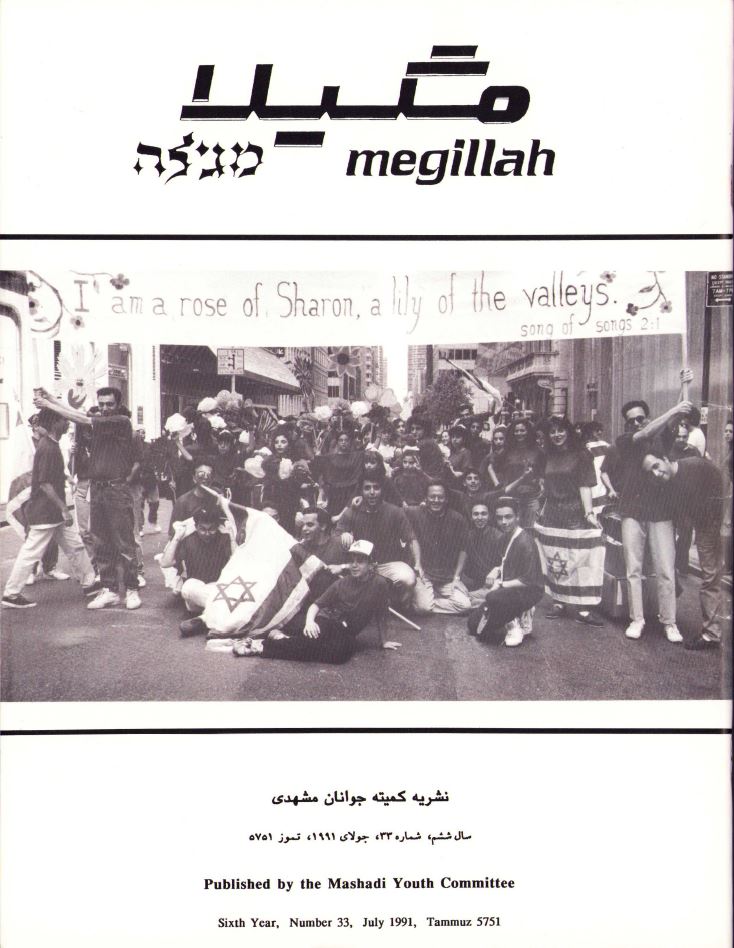 مگیلا
מגילה megillah
I am a rose of Sharon, a lily of the valleys.
song of songs 2:1
نشریه کمیته جوانان مشهدی
سال ششم، شماره ۳۳، جولای ۱۹۹۱، تموز ۵۷۵۱
Published by the Mashadi Youth Committee
Sixth Year, Number 33, July 1991, Tammuz 5751